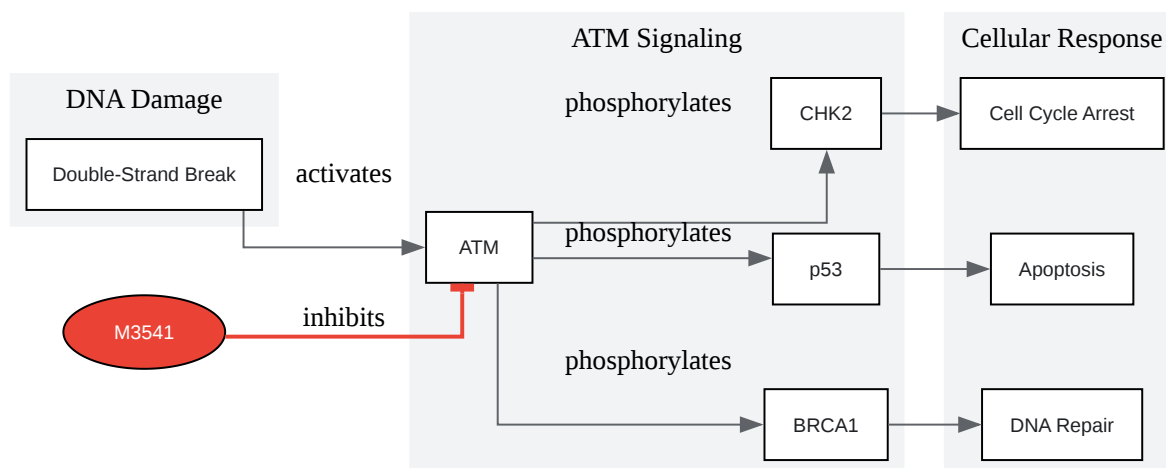 ATM Signaling
Cellular Response
DNA Damage
phosphorylates
CHK2
Cell Cycle Arrest
Double-Strand Break
activates
ATM
phosphorylates
p53
Apoptosis
M3541
inhibits
phosphorylates
BRCA1
DNA Repair